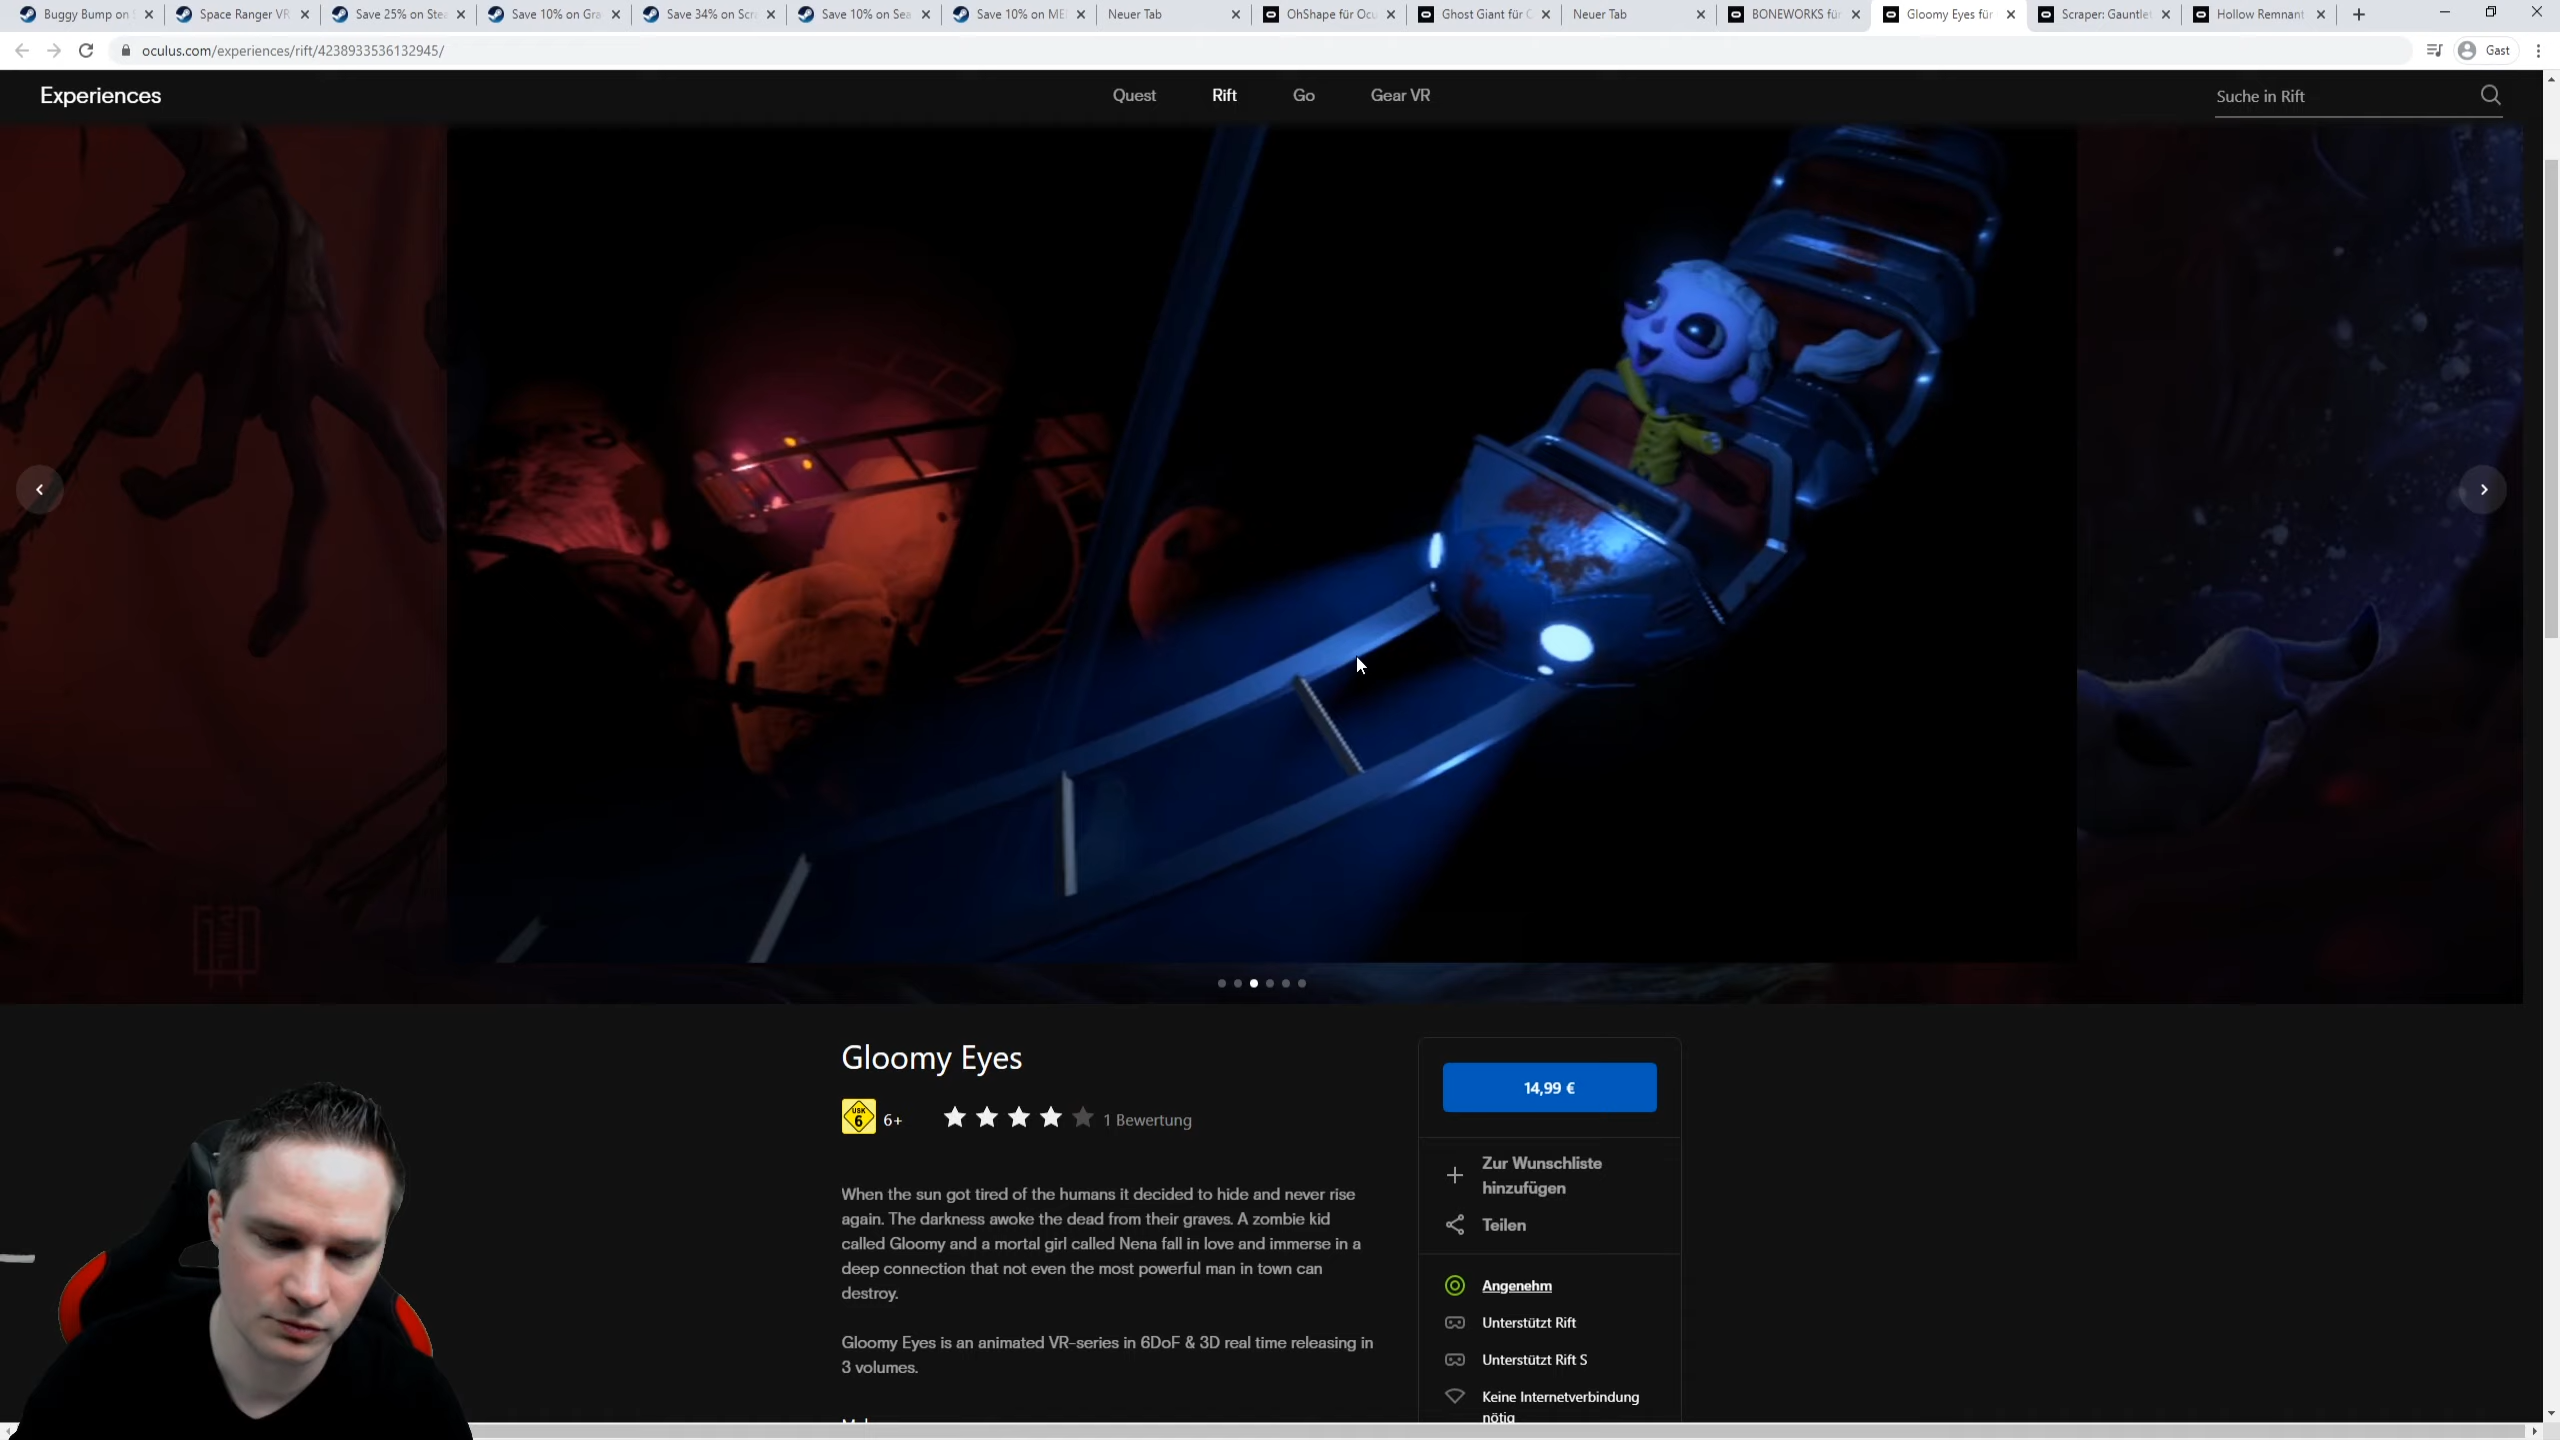 Buggy Bump on
Space Ranger VR
Save 25% on Ste
Save 10% on Gra
Save 34% on Scr
Save 10% on Sea
Save 10% on ME
Neuer Tab
OhShape für Ocu
Ghost Giant für
Neuer Tab
BONEWORKS für
Gloomy Eyes für
Scraper: Gauntlet
Hollow Remnant
oculus.com/experiences/rift/4238933536132945/
Gast
Experiences
Quest
Rift
Go
Gear VR
Suche in Rift
Gloomy Eyes
14,99 €
USK
6
6+
1 Bewertung
Zur Wunschliste
hinzufügen
When the sun got tired of the humans it decided to hide and never rise
again. The darkness awoke the dead from their graves. A zombie kid
called Gloomy and a mortal girl called Nena fall in love and immerse in a
deep connection that not even the most powerful man in town can
destroy.
Teilen
Angenehm
Unterstützt Rift
Gloomy Eyes is an animated VR-series in 6DoF & 3D real time releasing in
3 volumes.
Unterstützt Rift S
Keine Internetverbindung
nötig